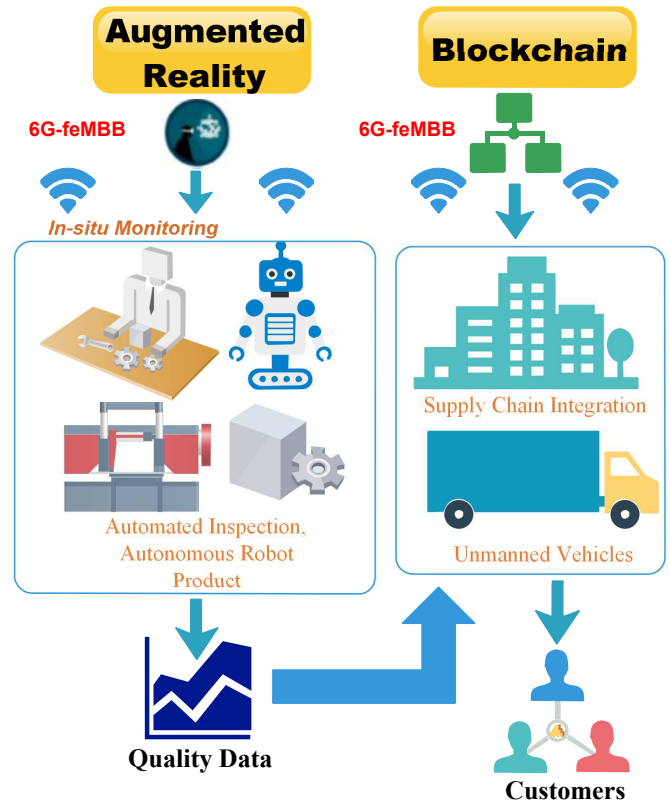 Augmented
Reality
Blockchain
6G-feMBB
6G-feMBB
In-situ Monitoring
Automated Inspection,
Autonomous Robot
Product
Supply Chain Integration
Unmanned Vehicles
Quality Data
Customers